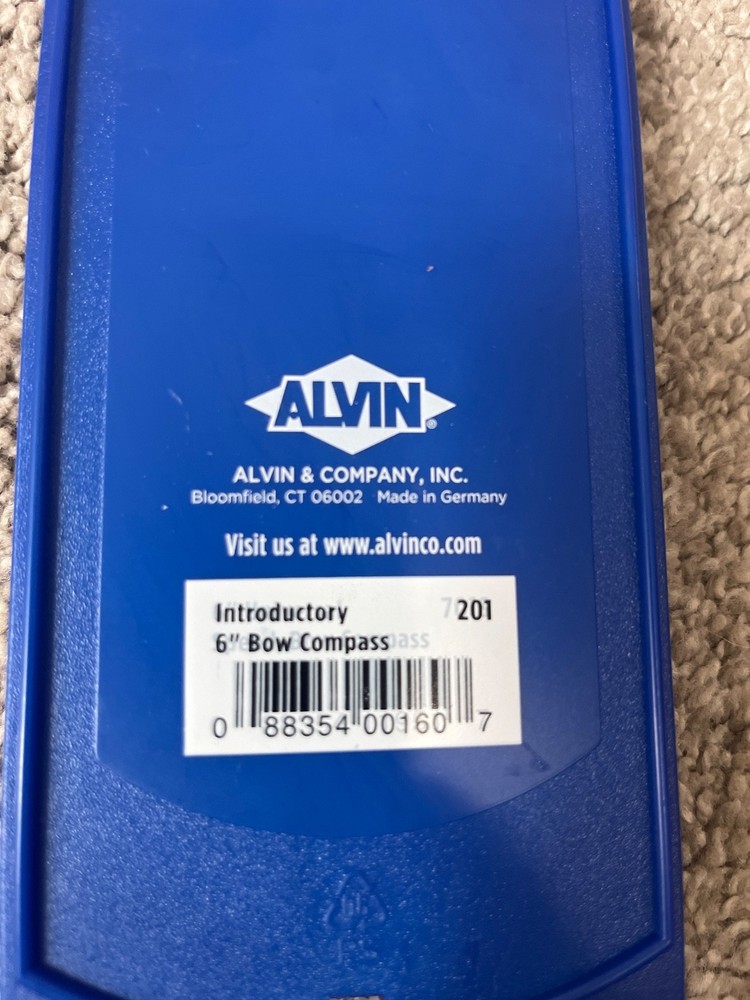 ALVIN®
ALVIN & COMPANY, INC.
Bloomfield, CT 06002 Made in Germany
Visit us at www.alvinco.com
Introductory 201
6" Bow Compass
0 88354 00160 7